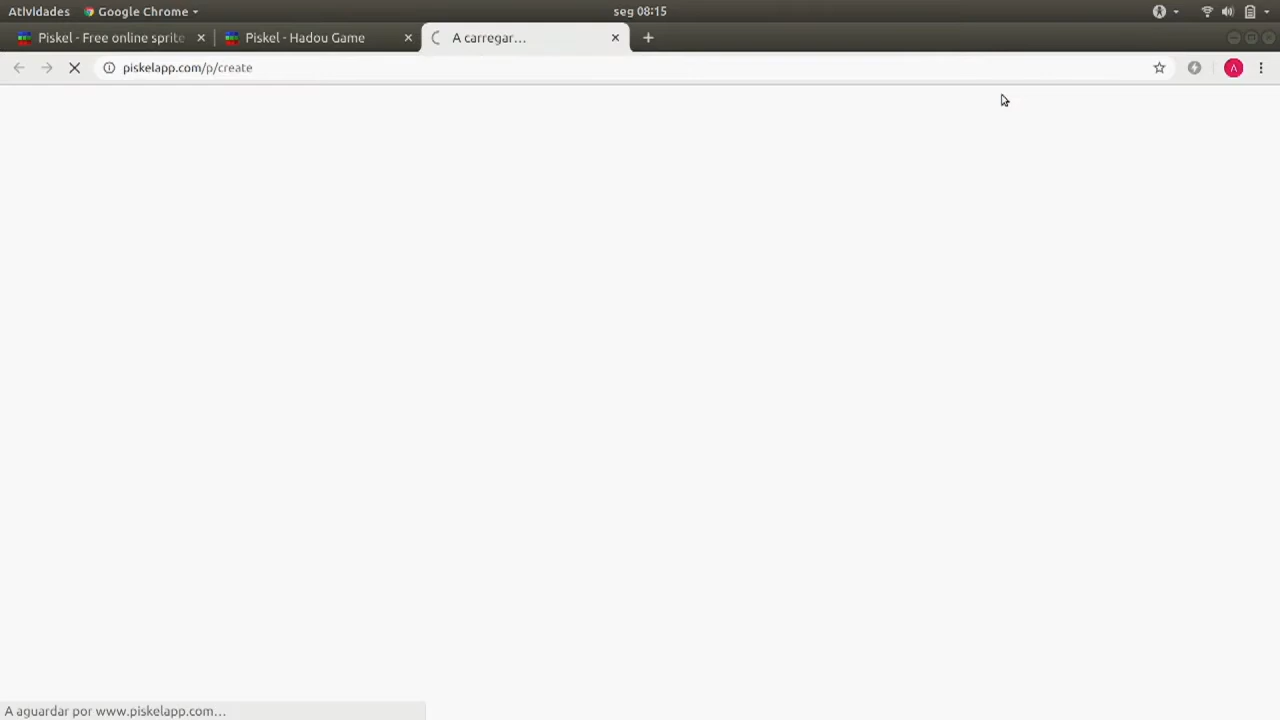 Atividades
Google Chrome
seg 08:15
Piskel - Free online sprite
Piskel - Hadou Game
A carregar…
piskelapp.com/p/create
A
A aguardar por www.piskelapp.com…